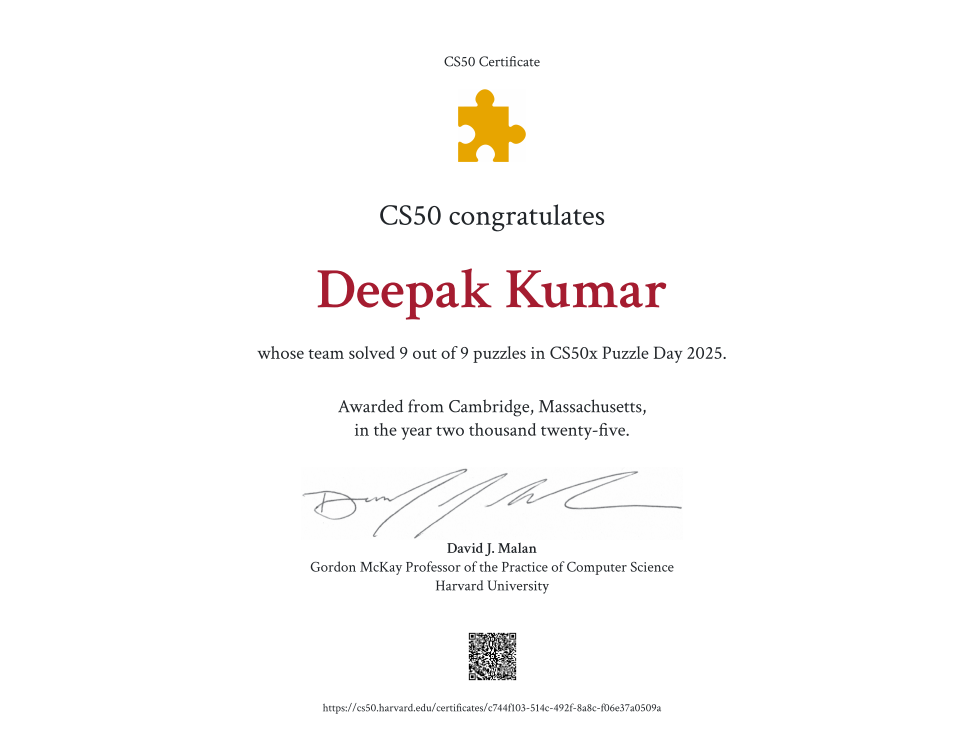 CS50 Certificate
CS50 congratulates
Deepak Kumar
whose team solved 9 out of 9 puzzles in CS50x Puzzle Day 2025.
Awarded from Cambridge, Massachusetts,
in the year two thousand twenty-five.
David J. Malan
Gordon McKay Professor of the Practice of Computer Science
Harvard University
https://cs50.harvard.edu/certificates/c744f103-514c-492f-8a8c-f06e37a0509a